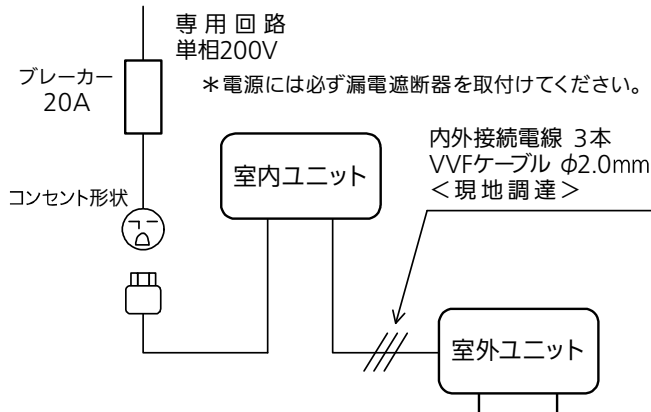 専用回路
単相200V
ブレーカー
20A
＊電源には必ず漏電遮断器を取付けてください。
内外接続電線 3本
VVFケーブル φ2.0mm
＜現地調達＞
室内ユニット
コンセント形状
室外ユニット